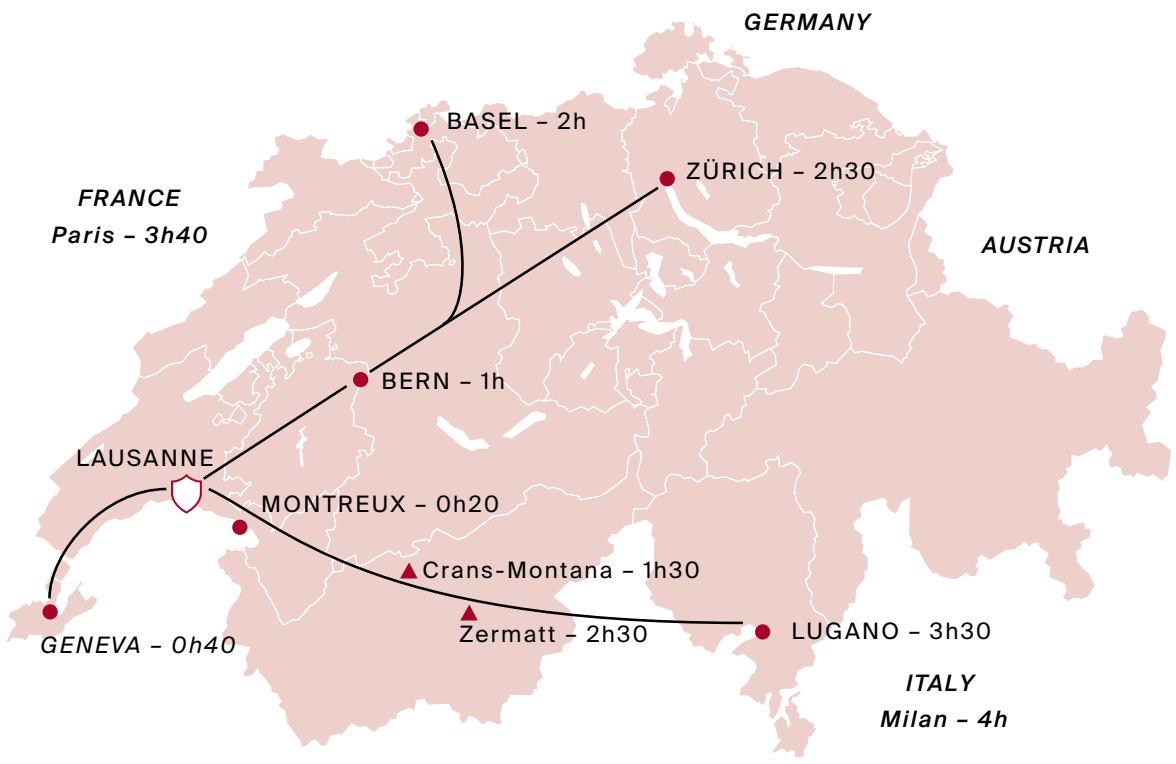 GERMANY
BASEL – 2h
ZÜRICH – 2h30
FRANCE
Paris – 3h40
AUSTRIA
BERN – 1h
LAUSANNE
MONTREUX – 0h20
Crans-Montana – 1h30
Zermatt – 2h30
LUGANO – 3h30
GENEVA – 0h40
ITALY
Milan – 4h